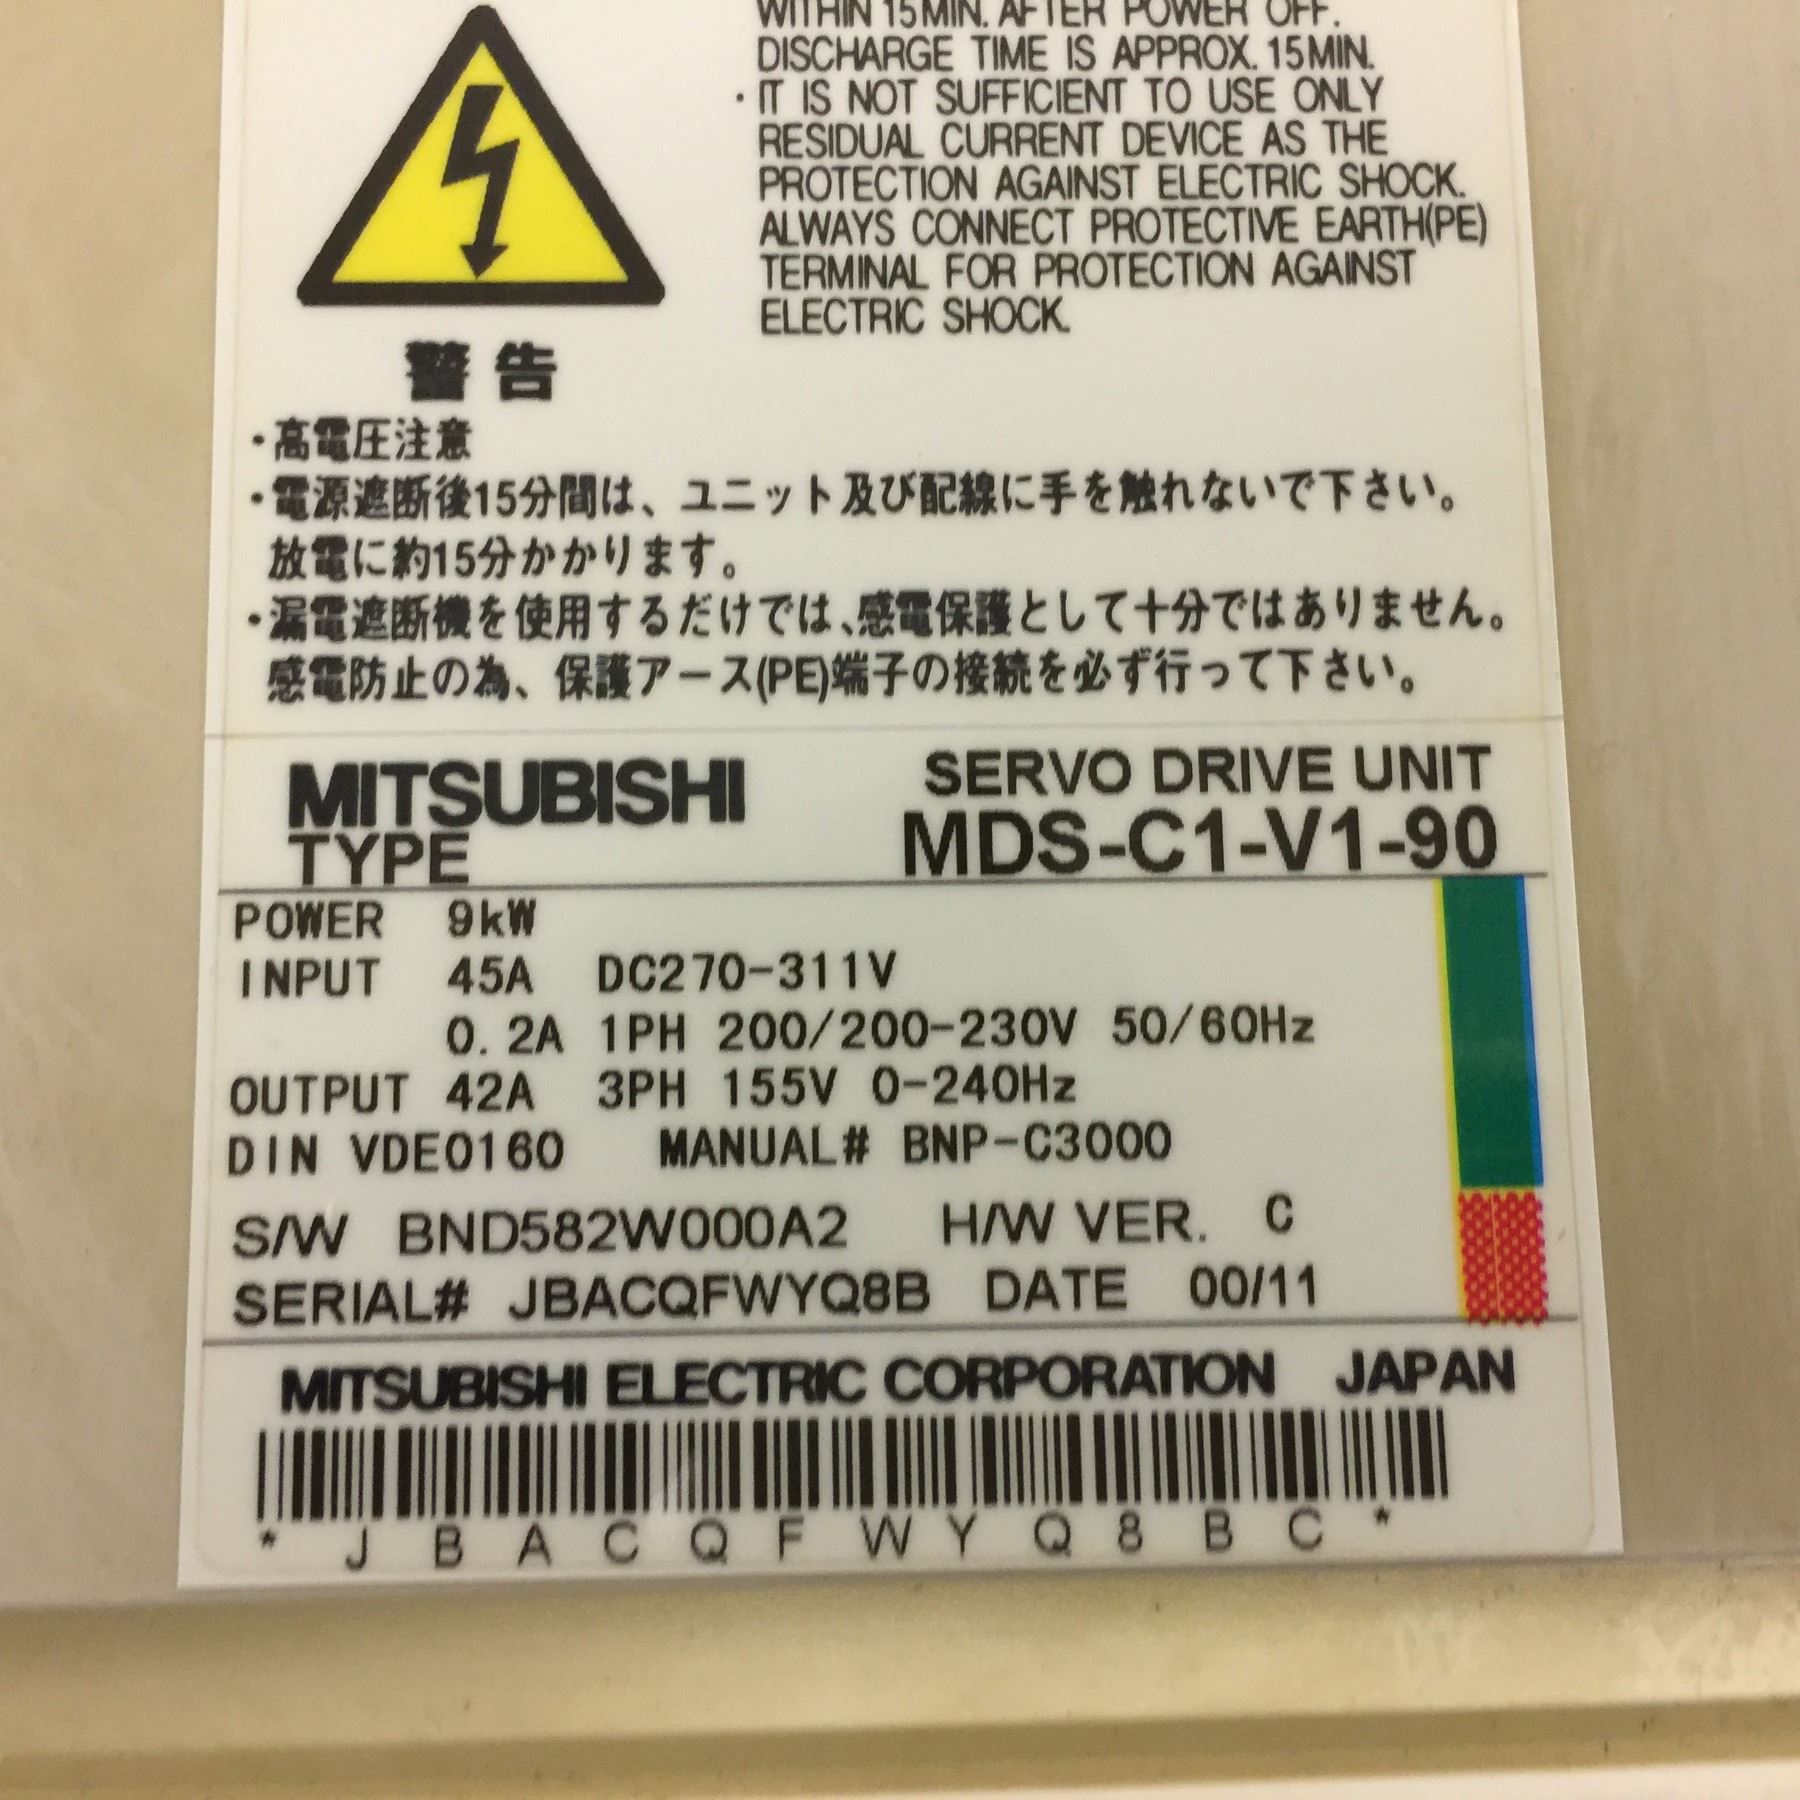 WITHIN 15MIN. AFTER POWER OFF.
DISCHARGE TIME IS APPROX. 15MIN.
・IT IS NOT SUFFICIENT TO USE ONLY
RESIDUAL CURRENT DEVICE AS THE
PROTECTION AGAINST ELECTRIC SHOCK.
ALWAYS CONNECT PROTECTIVE EARTH(PE)
TERMINAL FOR PROTECTION AGAINST
ELECTRIC SHOCK.
警告
・高電圧注意
・電源遮断後15分間は、ユニット及び配線に手を触れないで下さい。
放電に約15分かかります。
・漏電遮断機を使用するだけでは、感電保護として十分ではありません。
感電防止の為、保護アース(PE)端子の接続を必ず行って下さい。
MITSUBISHI SERVO DRIVE UNIT
TYPE MDS-C1-V1-90
POWER 9kW
INPUT 45A DC270-311V
0.2A 1PH 200/200-230V 50/60Hz
OUTPUT 42A 3PH 155V 0-240Hz
DIN VDE0160 MANUAL# BNP-C3000
S/W BND582W000A2 H/W VER. C
SERIAL# JBACQFWYQ8B DATE 00/11
MITSUBISHI ELECTRIC CORPORATION JAPAN
* J B A C Q F W Y Q 8 B C *